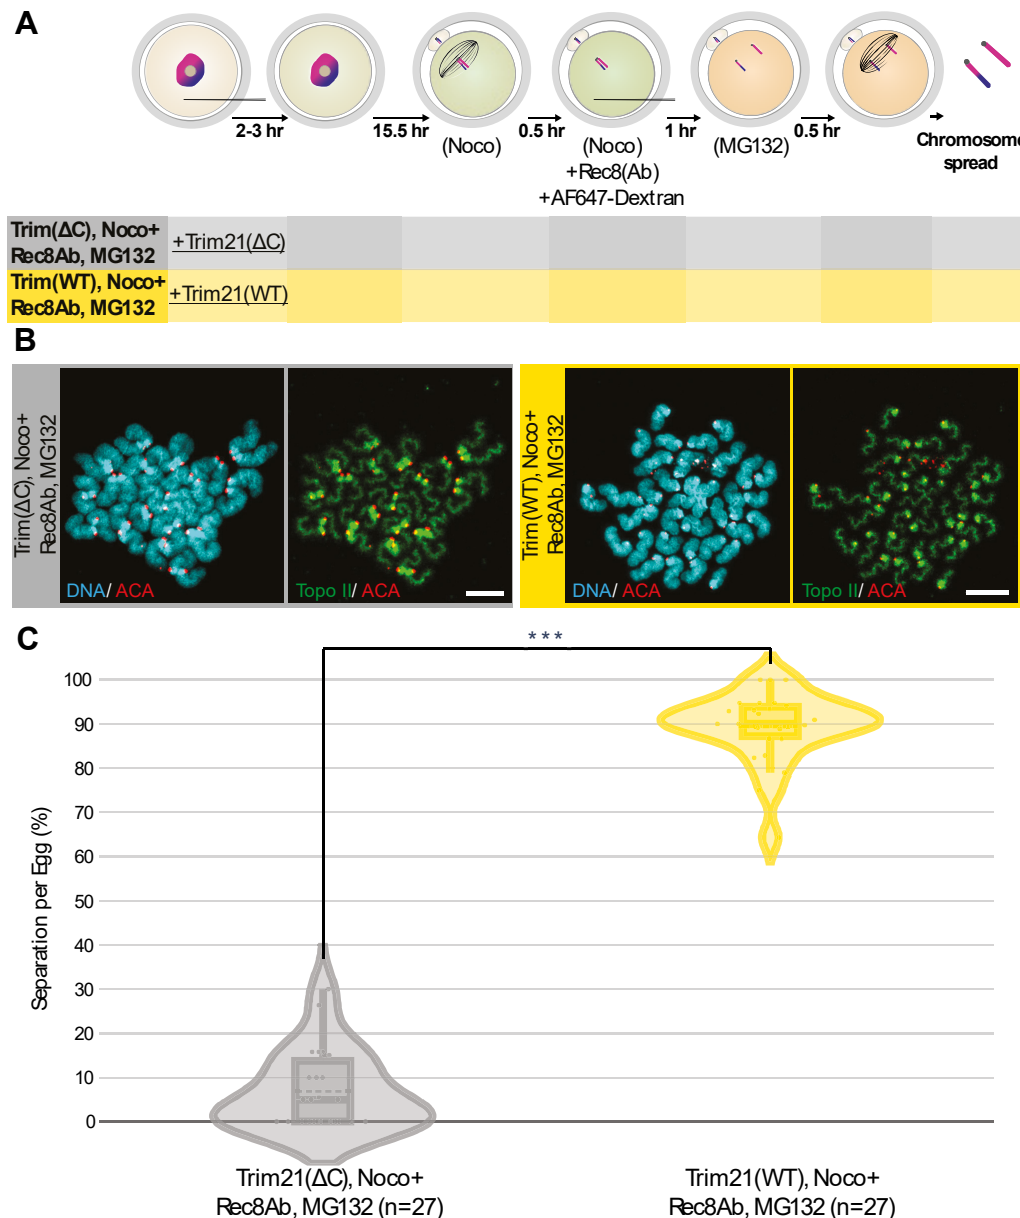 A
2-3 hr
15.5 hr
0.5 hr
1 hr
0.5 hr
(Noco)
(Noco)
+Rec8(Ab)
+AF647-Dextran
(MG132)
Chromosome
spread
Trim(ΔC), Noco+
Rec8Ab, MG132
+Trim21(ΔC)
Trim(WT), Noco+
Rec8Ab, MG132
+Trim21(WT)
B
Trim(ΔC), Noco+
Rec8Ab, MG132
DNA/ ACA
Topo II/ ACA
Trim(WT), Noco+
Rec8Ab, MG132
DNA/ ACA
Topo II/ ACA
C
***
Separation per Egg (%)
100
90
80
70
60
50
40
30
20
10
0
Trim21(ΔC), Noco+
Rec8Ab, MG132 (n=27)
Trim21(WT), Noco+
Rec8Ab, MG132 (n=27)